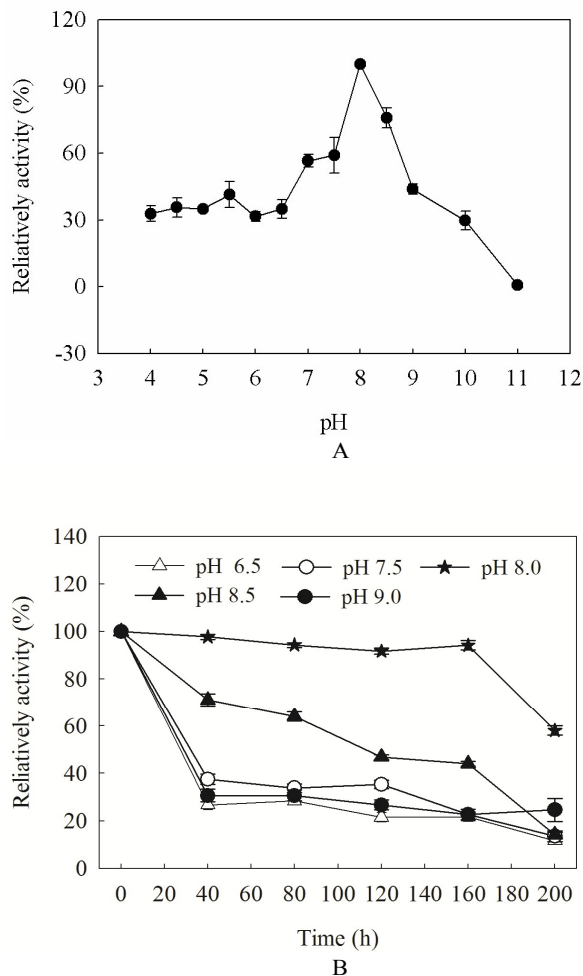 Reliatively activity (%)
120
90
60
30
0
-30
3 4 5 6 7 8 9 10 11 12
pH
A
Reliatively activity (%)
140
120
100
80
60
40
20
0
pH 6.5 pH 7.5 pH 8.0
pH 8.5 pH 9.0
0 20 40 60 80 100 120 140 160 180 200
Time (h)
B